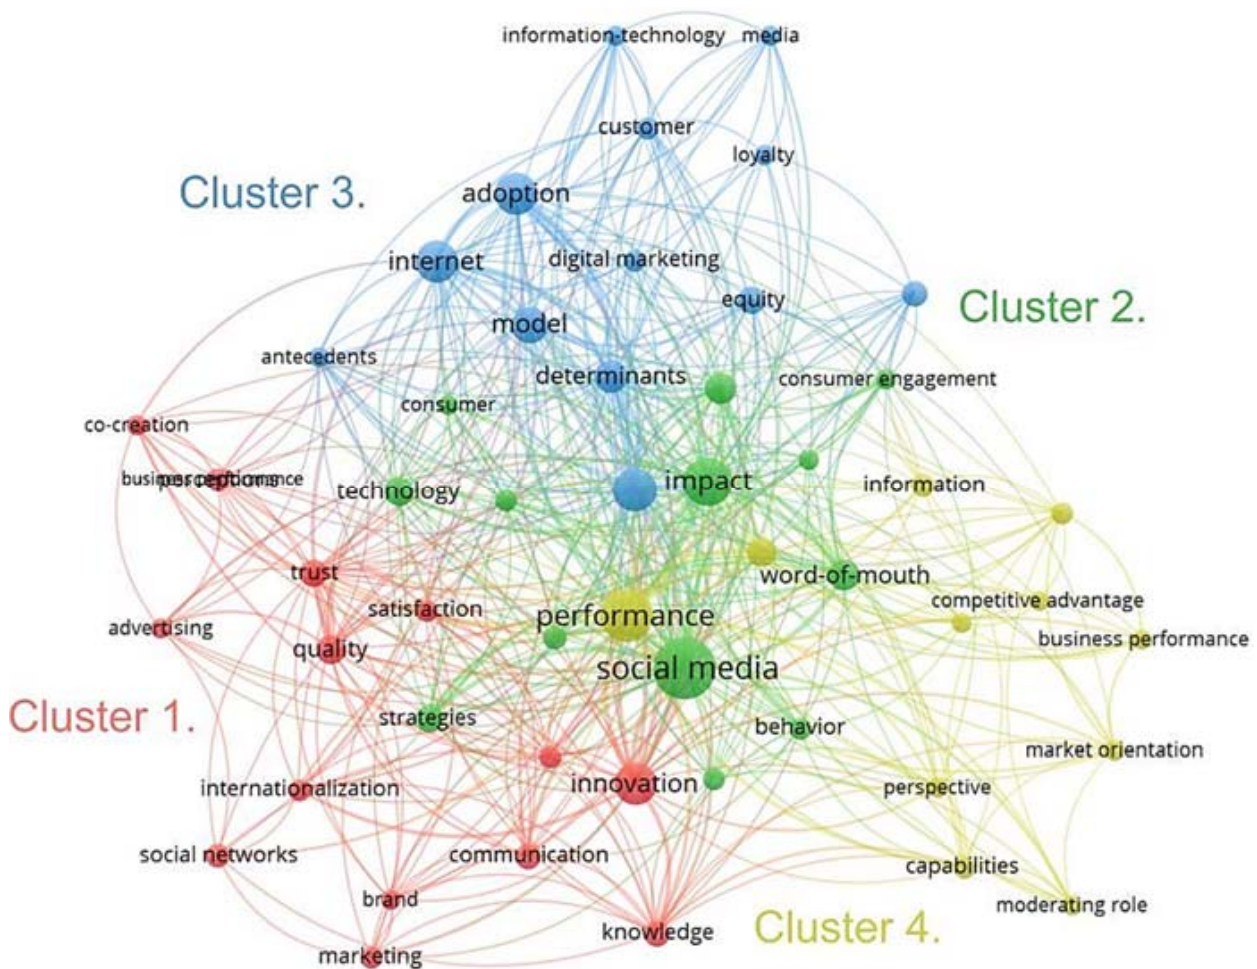 information-technology
media
customer
loyalty
Cluster 3.
adoption
internet
digital marketing
equity
Cluster 2.
model
antecedents
determinants
consumer engagement
consumer
co-creation
business performance
perceptions
technology
impact
information
trust
satisfaction
word-of-mouth
competitive advantage
advertising
performance
business performance
quality
social media
Cluster 1.
strategies
behavior
market orientation
internationalization
innovation
perspective
social networks
communication
capabilities
brand
moderating role
knowledge
Cluster 4.
marketing